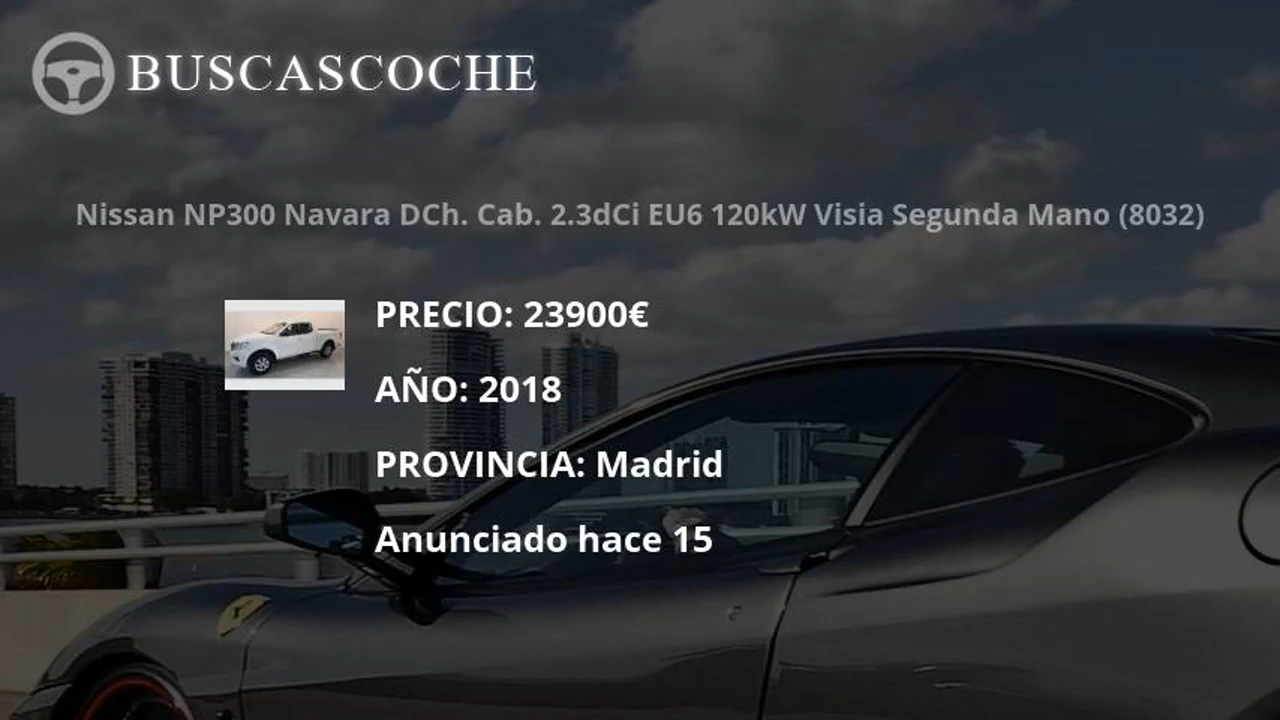 BUSCASCOCHE
Nissan NP300 Navara DCh. Cab. 2.3dCi EU6 120kW Visia Segunda Mano (8032)
PRECIO: 23900€
AÑO: 2018
PROVINCIA: Madrid
Anunciado hace 15